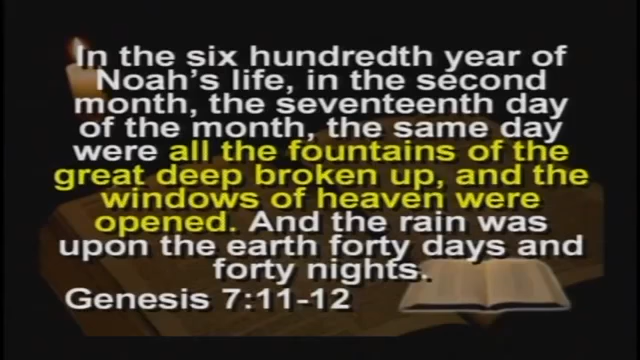 In the six hundredth year of
Noah's life, in the second
month, the seventeenth day
of the month, the same day
were all the fountains of the
great deep broken up, and the
windows of heaven were
opened. And the rain was
upon the earth forty days and
forty nights.
Genesis 7:11-12